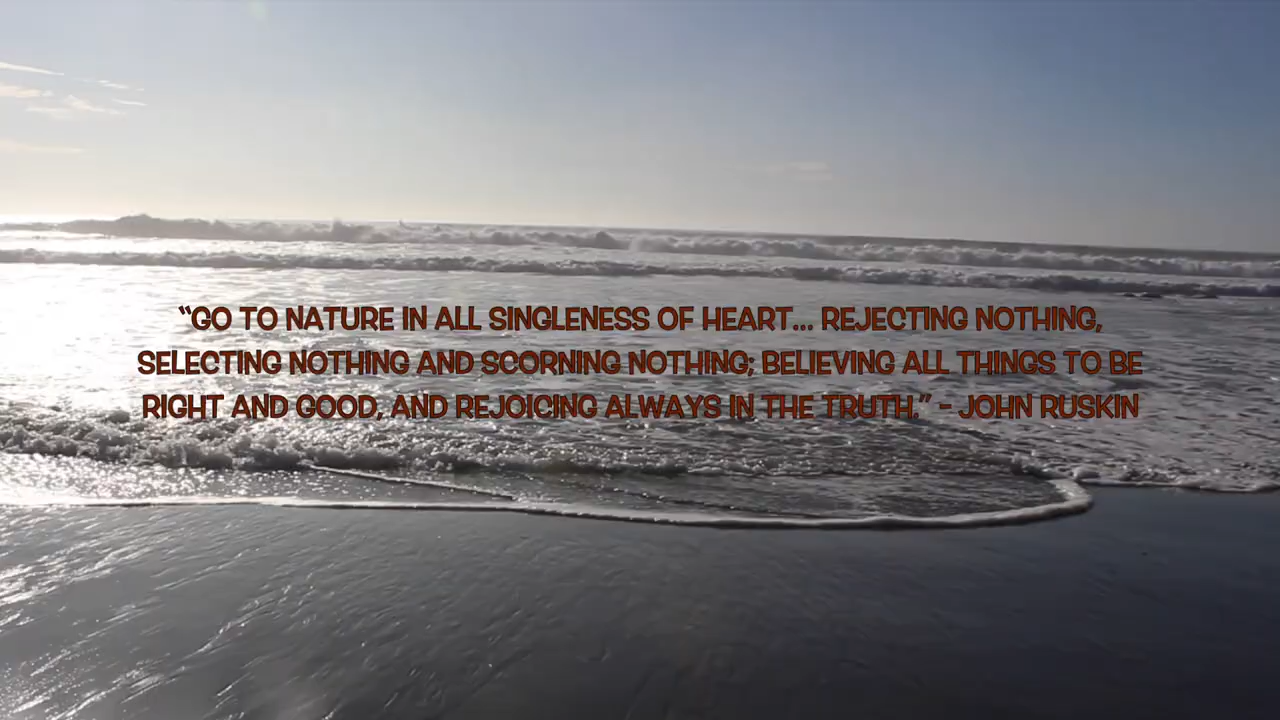 “GO TO NATURE IN ALL SINGLENESS OF HEART... REJECTING NOTHING,
SELECTING NOTHING AND SCORNING NOTHING; BELIEVING ALL THINGS TO BE
RIGHT AND GOOD, AND REJOICING ALWAYS IN THE TRUTH.” - JOHN RUSKIN